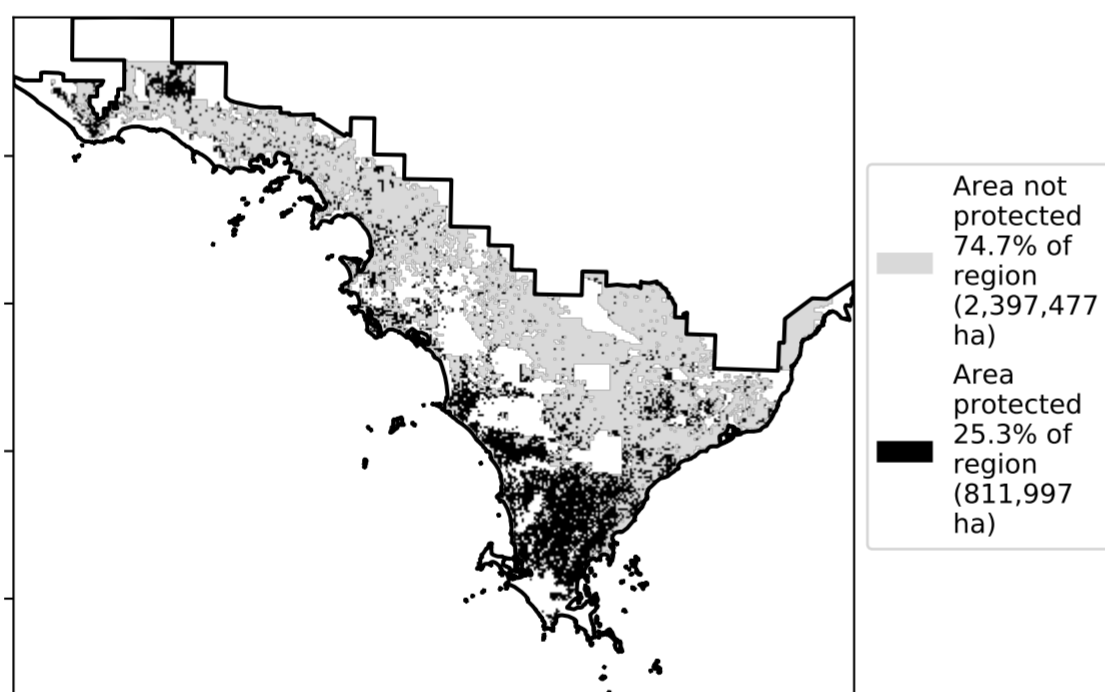 Area not
protected
74.7% of
region
(2,397,477
ha)
Area
protected
25.3% of
region
(811,997
ha)